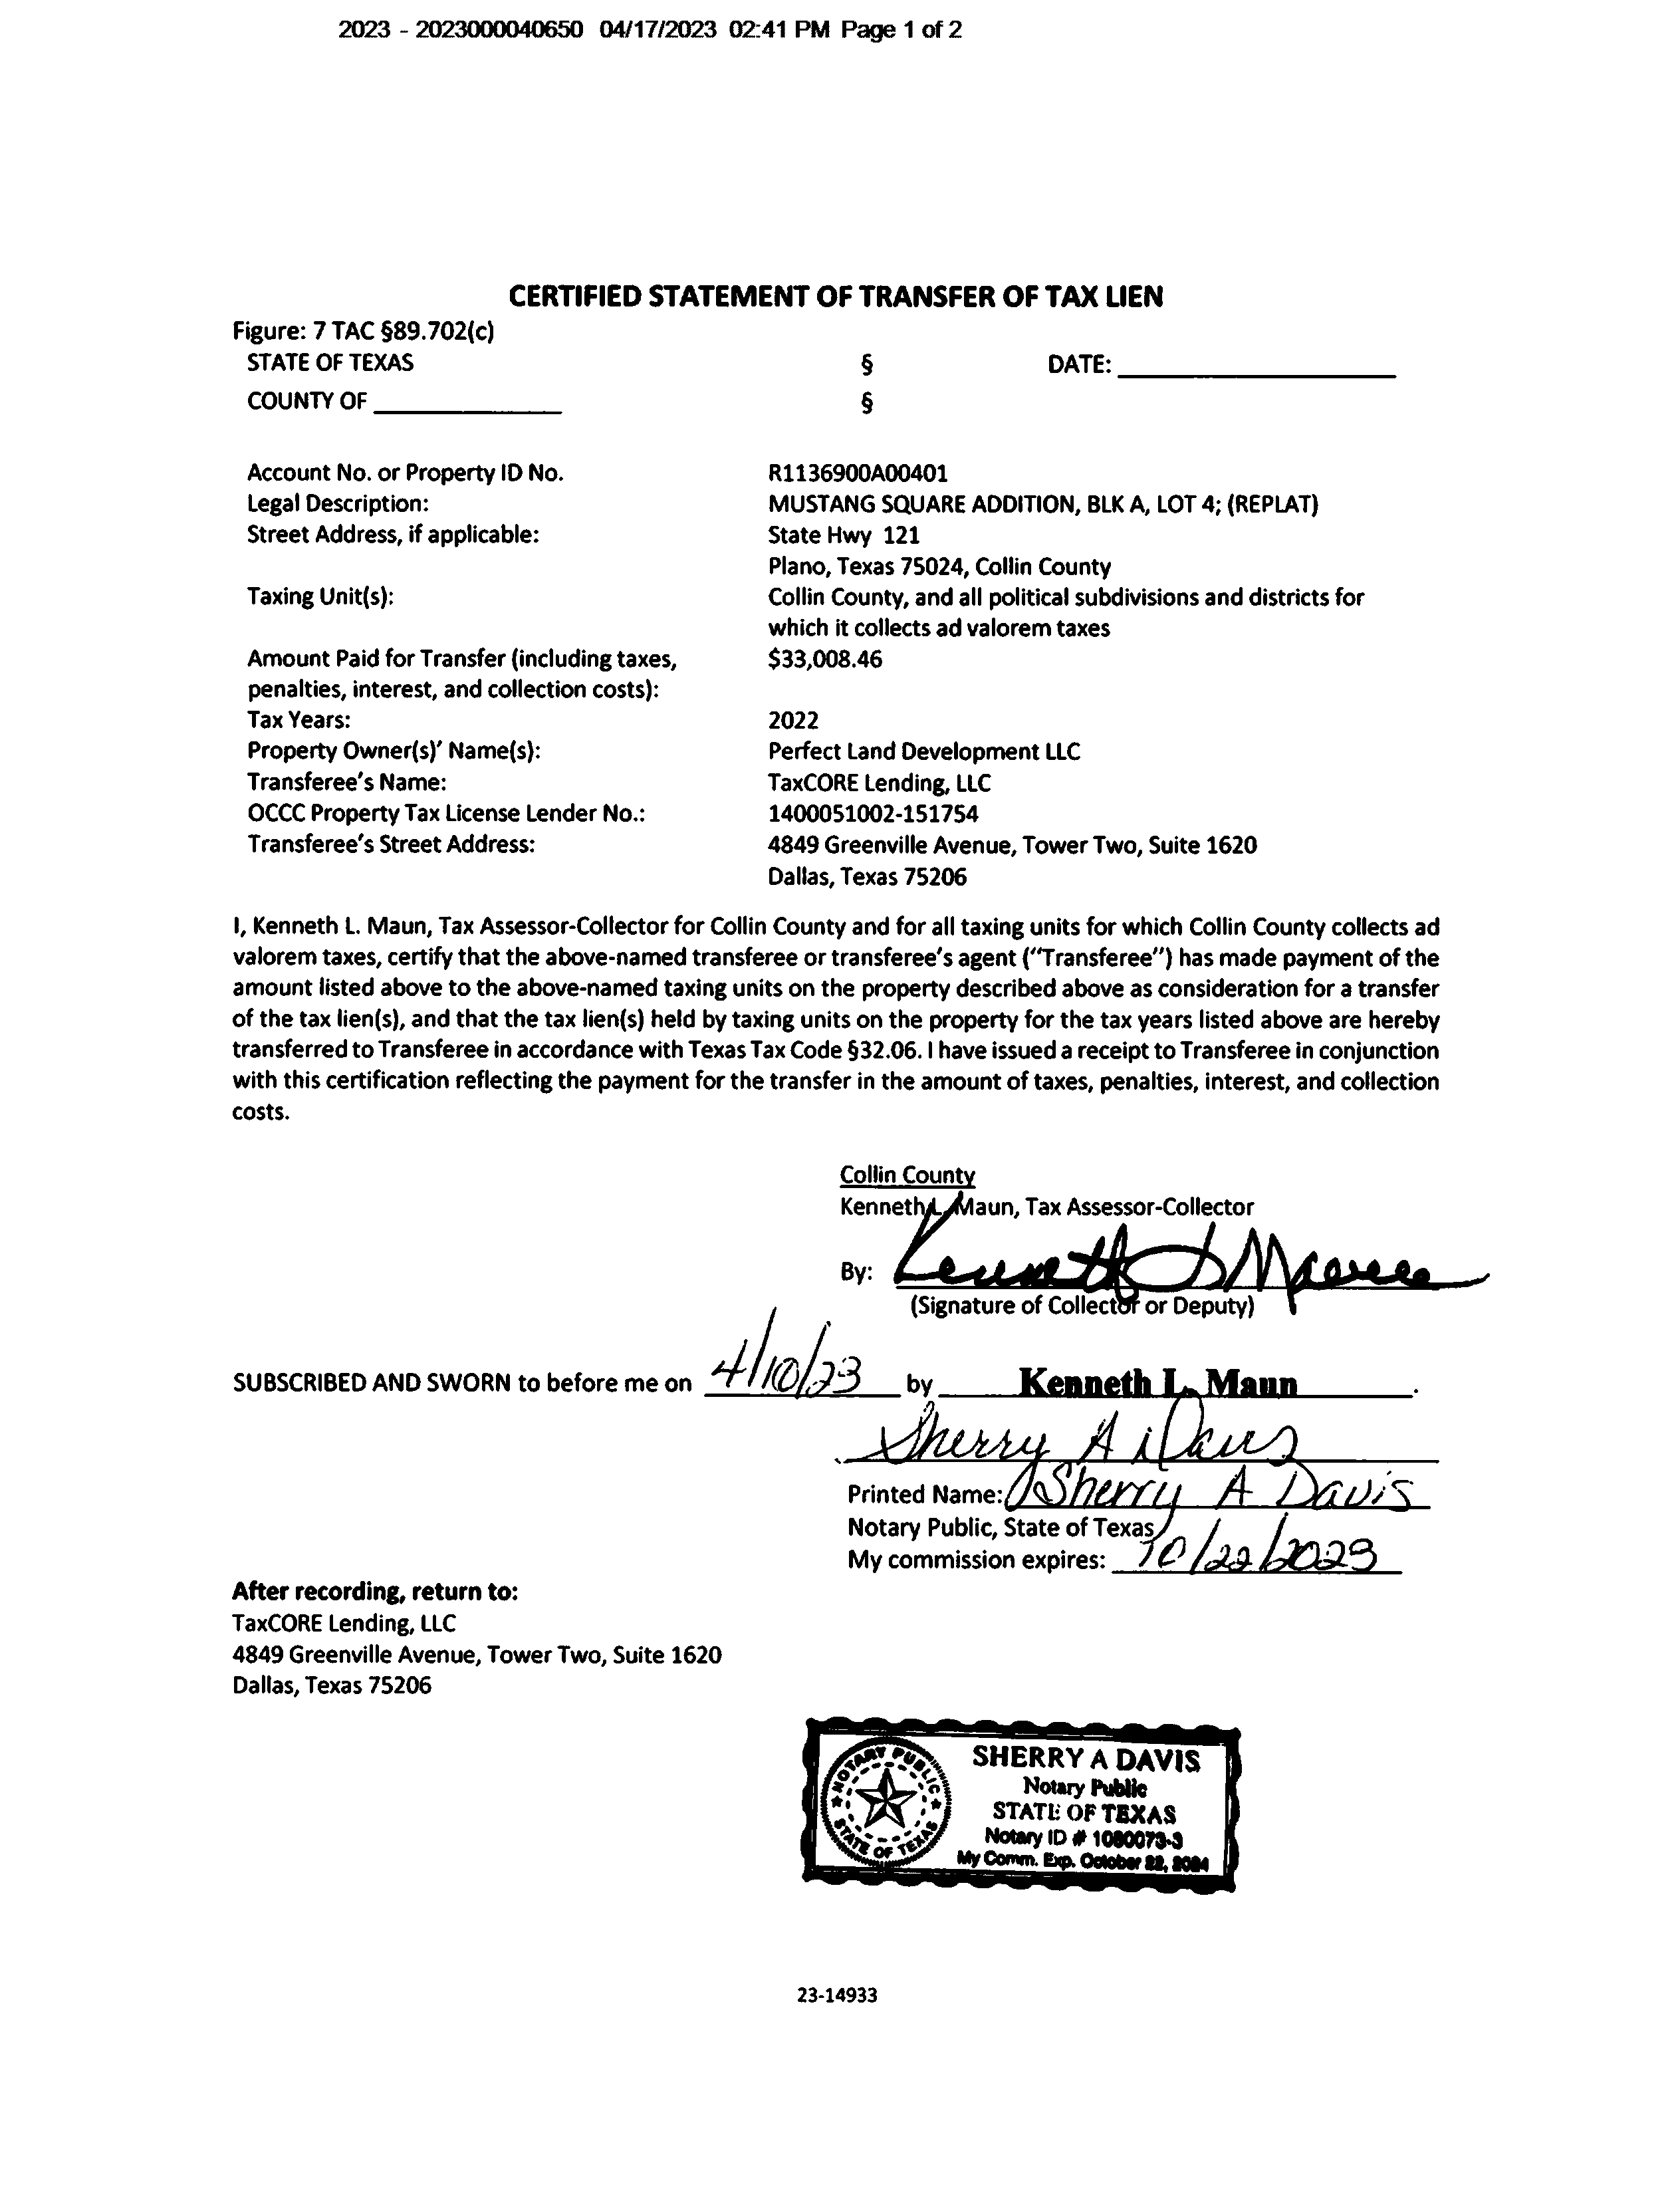 2023 - 2023000040650 04/17/2023 02:41 PM Page 1 of 2
CERTIFIED STATEMENT OF TRANSFER OF TAX LIEN
Figure: 7 TAC §89.702(c)
STATE OF TEXAS § DATE:
COUNTY OF §
Account No. or Property ID No. R1136900A00401
Legal Description: MUSTANG SQUARE ADDITION, BLK A, LOT 4; (REPLAT)
Street Address, if applicable: State Hwy 121
Plano, Texas 75024, Collin County
Taxing Unit(s): Collin County, and all political subdivisions and districts for
which it collects ad valorem taxes
Amount Paid for Transfer (including taxes, $33,008.46
penalties, interest, and collection costs):
Tax Years: 2022
Property Owner(s)' Name(s): Perfect Land Development LLC
Transferee's Name: TaxCORE Lending, LLC
OCCC Property Tax License Lender No.: 1400051002-151754
Transferee's Street Address: 4849 Greenville Avenue, Tower Two, Suite 1620
Dallas, Texas 75206
I, Kenneth L. Maun, Tax Assessor-Collector for Collin County and for all taxing units for which Collin County collects ad
valorem taxes, certify that the above-named transferee or transferee's agent ("Transferee") has made payment of the
amount listed above to the above-named taxing units on the property described above as consideration for a transfer
of the tax lien(s), and that the tax lien(s) held by taxing units on the property for the tax years listed above are hereby
transferred to Transferee in accordance with Texas Tax Code §32.06. I have issued a receipt to Transferee in conjunction
with this certification reflecting the payment for the transfer in the amount of taxes, penalties, interest, and collection
costs.
Collin County
Kenneth L. Maun, Tax Assessor-Collector
By: Kenneth L Maun
(Signature of Collector or Deputy)
SUBSCRIBED AND SWORN to before me on 4/10/23 by Kenneth L. Maun.
Sherry A Davis
Printed Name: Sherry A Davis
Notary Public, State of Texas
My commission expires: 10/22/2023
After recording, return to:
TaxCORE Lending, LLC
4849 Greenville Avenue, Tower Two, Suite 1620
Dallas, Texas 75206
NOTARY PUBLIC
STATE OF TEXAS
SHERRY A DAVIS
Notary Public
STATE OF TEXAS
Notary ID # 1080073-3
My Comm. Exp. October 22, 2024
23-14933